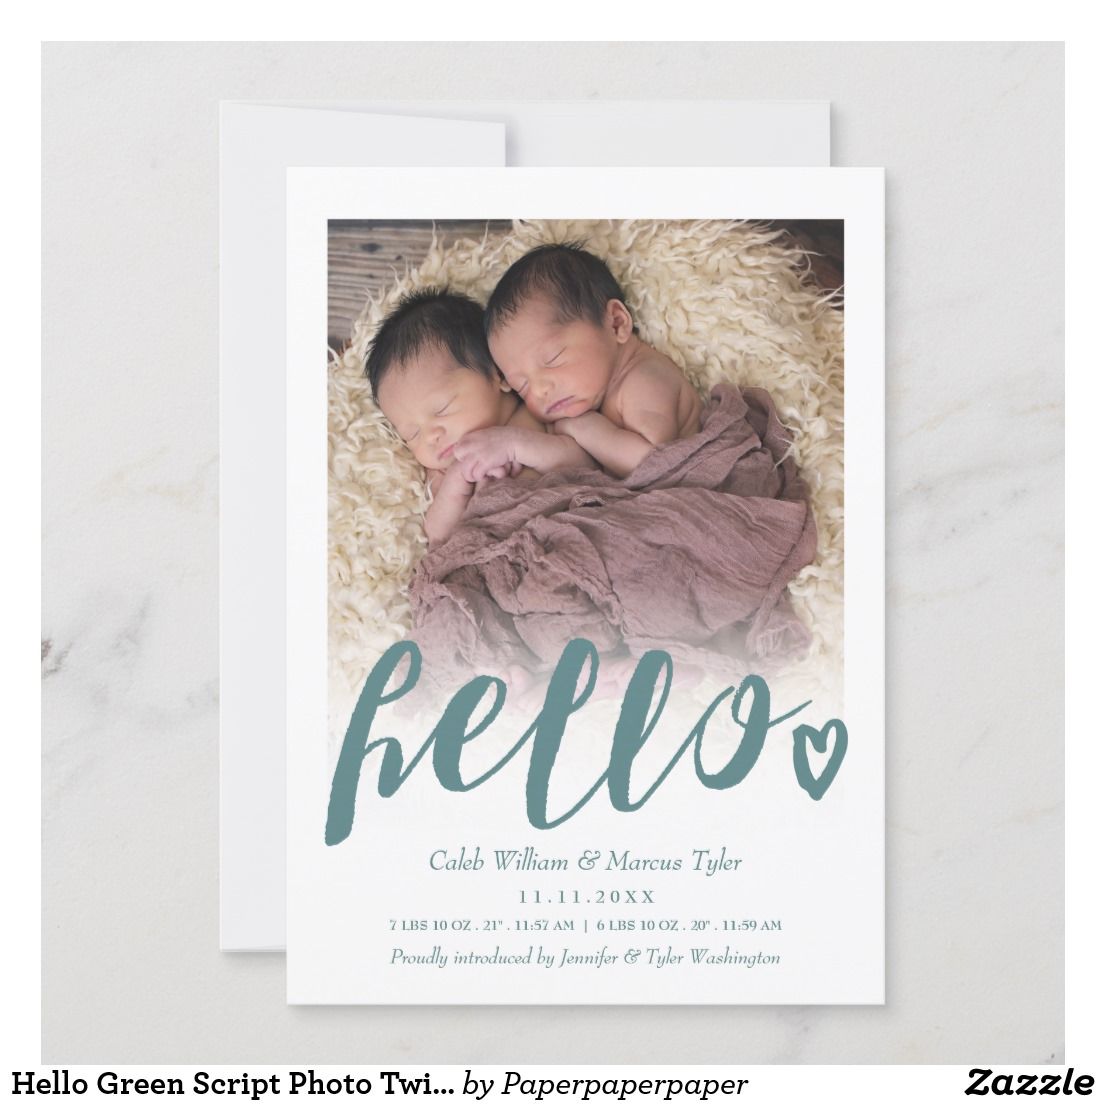 hello
Caleb William & Marcus Tyler
11.11.20XX
7 LBS 10 OZ . 21" . 11:57 AM | 6 LBS 10 OZ . 20" . 11:59 AM
Proudly introduced by Jennifer & Tyler Washington
Hello Green Script Photo Twi... by Paperpaperpaper
Zazzle